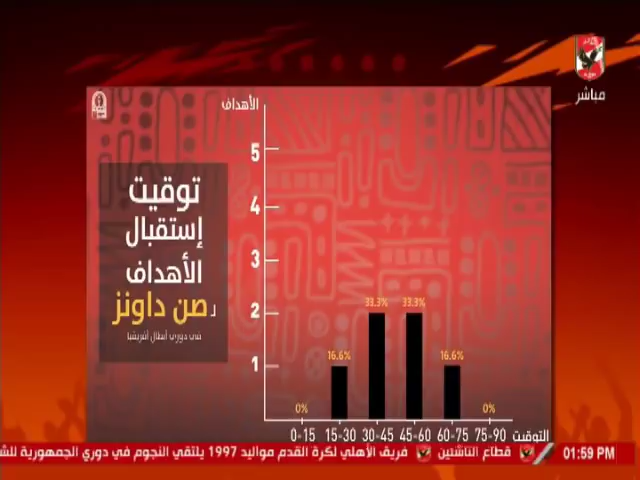 مباشر
الأهداف
توقيت
إستقبال
الأهداف
لـ صن داونز
في دوري أبطال أفريقيا
5
4
3
2
1
0% 16.6% 33.3% 33.3% 16.6% 0%
0-15 15-30 30-45 45-60 60-75 75-90 التوقيت
قطاع الناشئين فريق الأهلي لكرة القدم مواليد 1997 يلتقي النجوم في دوري الجمهورية للش
01:59 PM